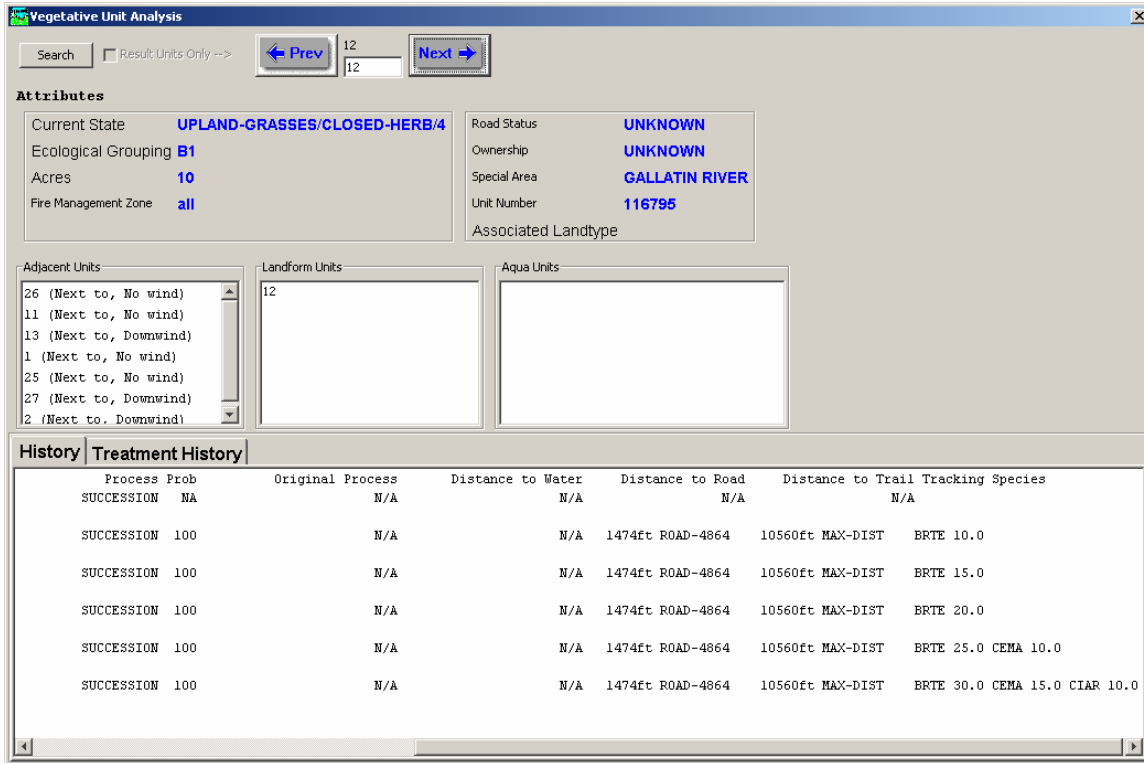 Vegetative Unit Analysis
Search Result Units Only --> Prev 12 Next
12
Attributes
Current State UPLAND-GRASSES/CLOSED-HERB/4
Ecological Grouping B1
Acres 10
Fire Management Zone all
Road Status UNKNOWN
Ownership UNKNOWN
Special Area GALLATIN RIVER
Unit Number 116795
Associated Landtype
Adjacent Units
26 (Next to, No wind)
11 (Next to, No wind)
13 (Next to, Downwind)
1 (Next to, No wind)
25 (Next to, No wind)
27 (Next to, Downwind)
2 (Next to, Downwind)
Landform Units
12
Aqua Units
History Treatment History
Process Prob Original Process Distance to Water Distance to Road Distance to Trail Tracking Species
SUCCESSION NA N/A N/A N/A N/A
SUCCESSION 100 N/A N/A 1474ft ROAD-4864 10560ft MAX-DIST BRTE 10.0
SUCCESSION 100 N/A N/A 1474ft ROAD-4864 10560ft MAX-DIST BRTE 15.0
SUCCESSION 100 N/A N/A 1474ft ROAD-4864 10560ft MAX-DIST BRTE 20.0
SUCCESSION 100 N/A N/A 1474ft ROAD-4864 10560ft MAX-DIST BRTE 25.0 CEMA 10.0
SUCCESSION 100 N/A N/A 1474ft ROAD-4864 10560ft MAX-DIST BRTE 30.0 CEMA 15.0 CIAR 10.0